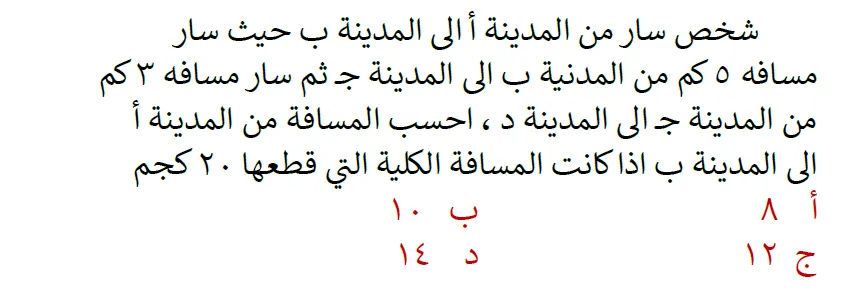 شخص سار من المدينة أ الى المدينة ب حيث سار
مسافه ٥ كم من المدنية ب الى المدينة جـ ثم سار مسافه ٣ كم
من المدينة جـ الى المدينة د ، احسب المسافة من المدينة أ
الى المدينة ب اذا كانت المسافة الكلية التي قطعها ٢٠ كجم
أ ٨ ب ١٠
ج ١٢ د ١٤